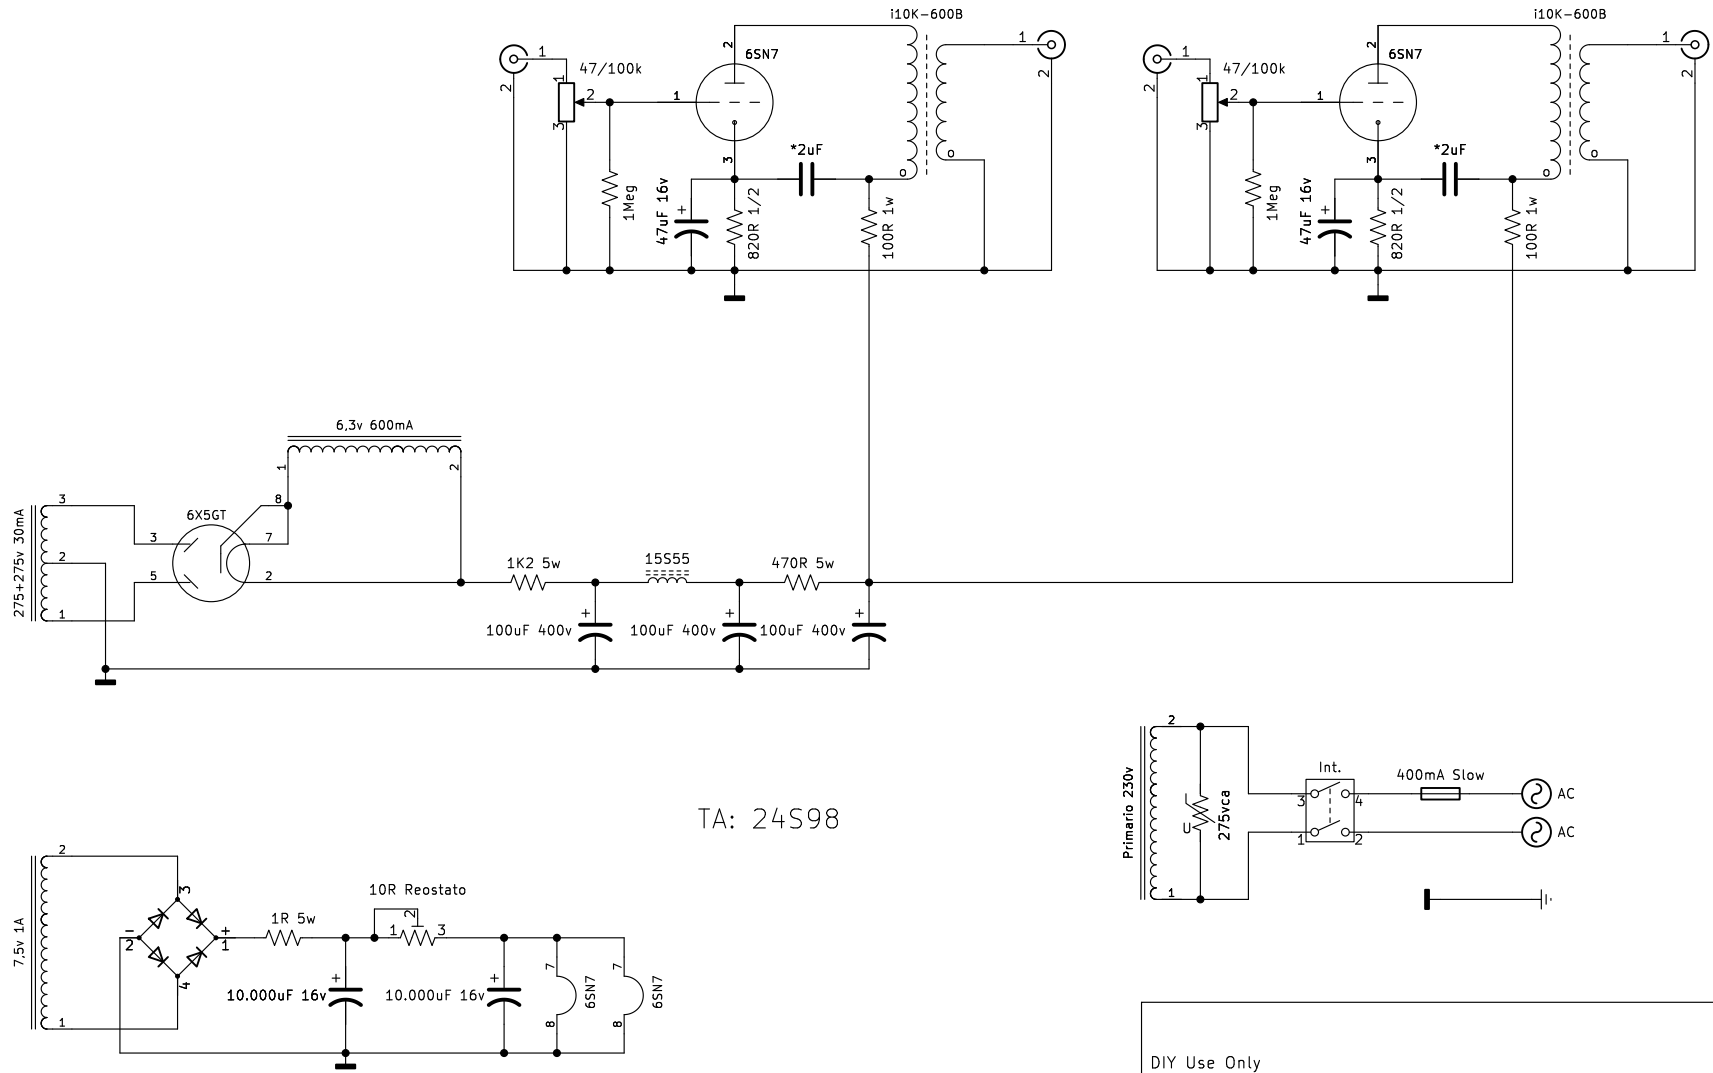 i10K-600B
1
2
47/100k
1
2
3
1
2
6SN7
3
*2uF
o
o
1
2
1Meg
47uF 16v
+
820R 1/2
100R 1w
i10K-600B
1
2
47/100k
1
2
3
1
2
6SN7
3
*2uF
o
o
1
2
1Meg
47uF 16v
+
820R 1/2
100R 1w
6,3v 600mA
1
2
275+275v 30mA
3
2
1
6X5GT
3
5
8
7
2
1K2 5w
15S55
470R 5w
+
100uF 400v
+
100uF 400v
+
100uF 400v
TA: 24S98
Primario 230v
2
1
U
275vca
Int.
3
4
1
2
400mA Slow
AC
AC
7,5v 1A
2
1
3
- 2
+ 1
4
1R 5w
10R Reostato
1
2
3
+
10.000uF 16v
+
10.000uF 16v
7
8
6SN7
7
8
6SN7
DIY Use Only